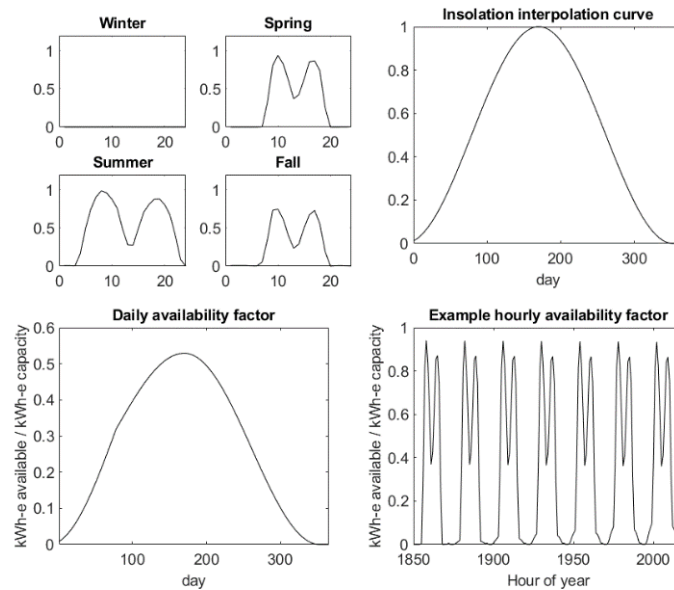 Winter
1
0.5
0
0 10 20
Spring
1
0.5
0
0 10 20
Summer
1
0.5
0
0 10 20
Fall
1
0.5
0
0 10 20
Insolation interpolation curve
1
0.8
0.6
0.4
0.2
0
0 100 200 300
day
Daily availability factor
kWh-e available / kWh-e capacity
0.6
0.5
0.4
0.3
0.2
0.1
0
100 200 300
day
Example hourly availability factor
kWh-e available / kWh-e capacity
1
0.8
0.6
0.4
0.2
0
1850 1900 1950 2000
Hour of year